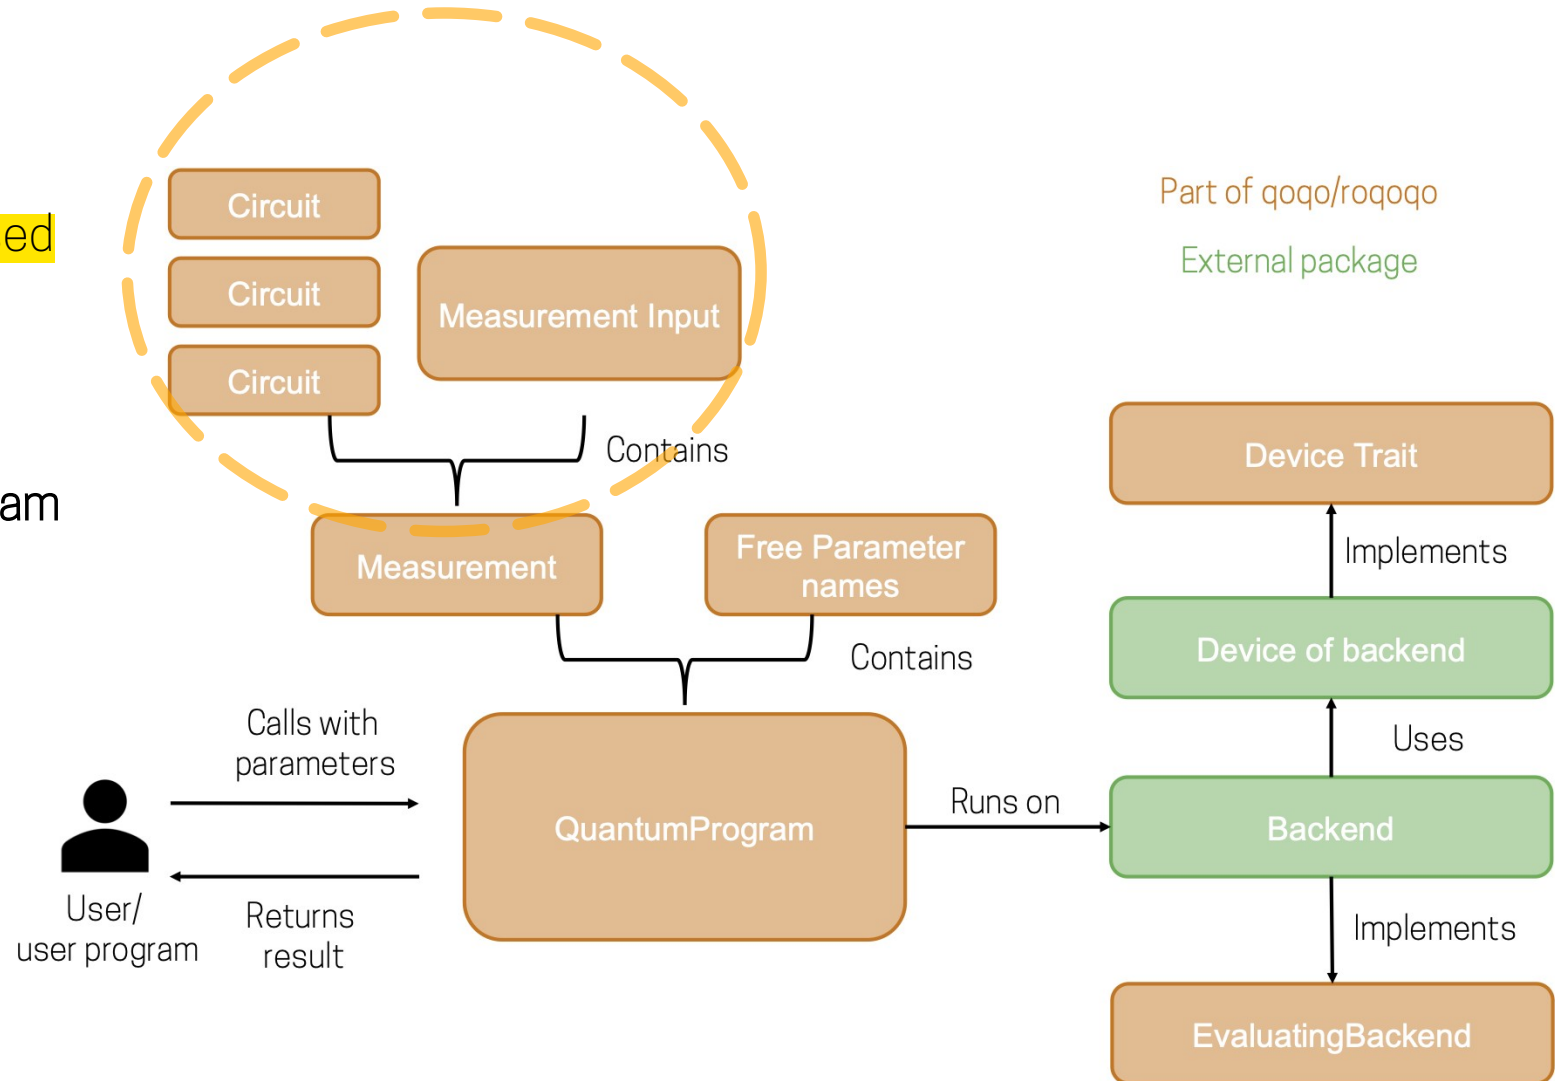 ed
am
Circuit
Circuit
Circuit
Measurement Input
Contains
Measurement
Free Parameter
names
Contains
Calls with
parameters
User/
user program
Returns
result
QuantumProgram
Runs on
Part of qoqo/roqoqo
External package
Device Trait
Implements
Device of backend
Uses
Backend
Implements
EvaluatingBackend